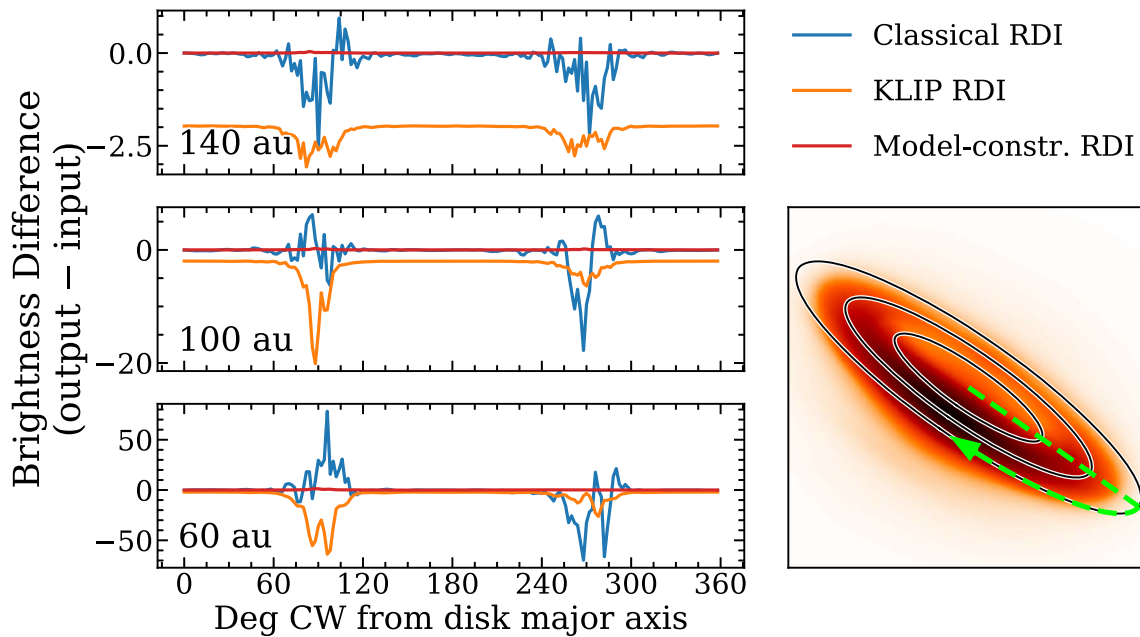 Brightness Difference
(output − input)
0.0
−2.5
140 au
0
−20
100 au
50
0
−50
60 au
0 60 120 180 240 300 360
Deg CW from disk major axis
Classical RDI
KLIP RDI
Model-constr. RDI